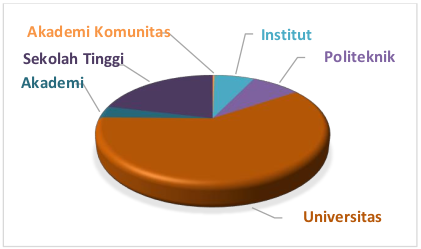 Akademi Komunitas
Institut
Sekolah Tinggi
Politeknik
Akademi
Universitas